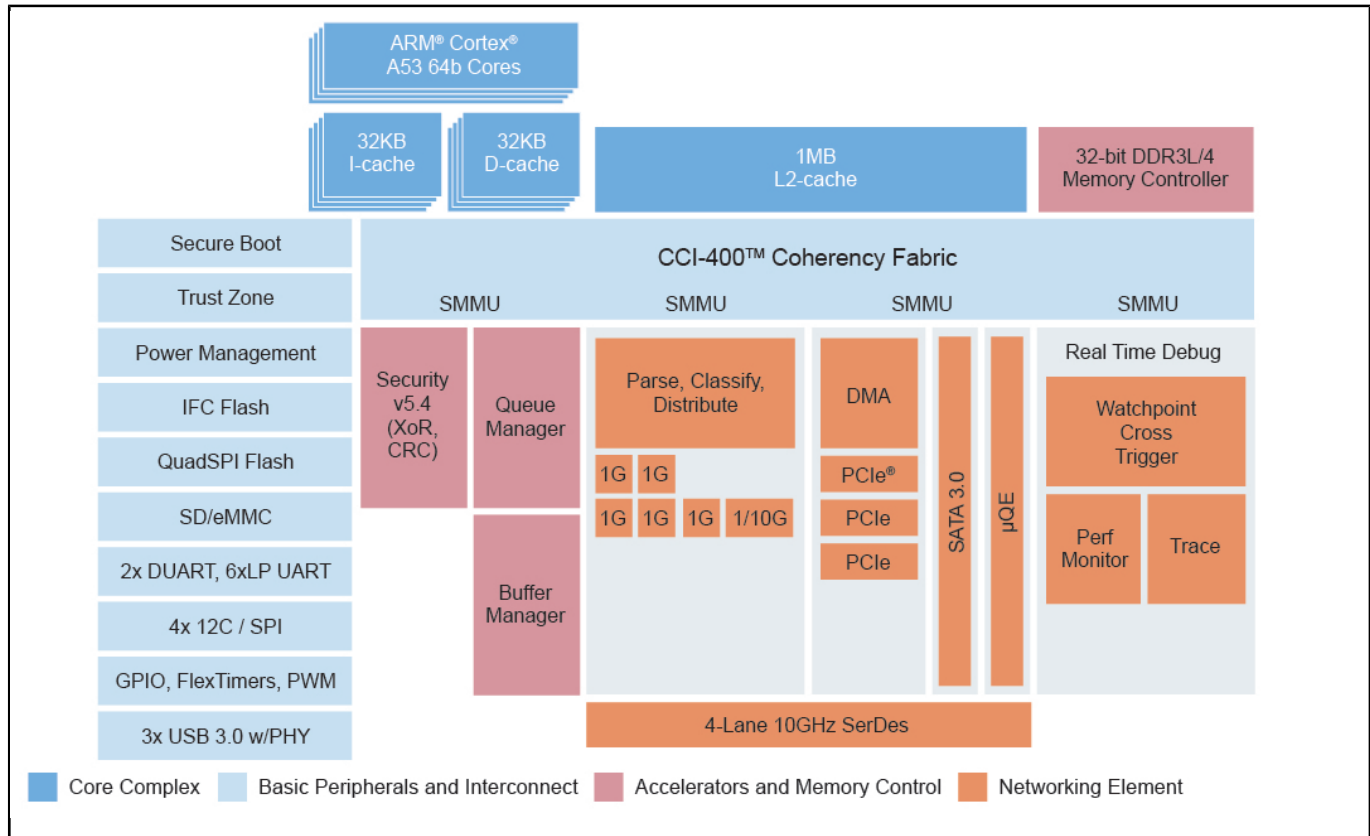 ARM® Cortex®
A53 64b Cores
32KB
I-cache
32KB
D-cache
1MB
L2-cache
32-bit DDR3L/4
Memory Controller
Secure Boot
Trust Zone
Power Management
IFC Flash
QuadSPI Flash
SD/eMMC
2x DUART, 6xLP UART
4x 12C / SPI
GPIO, FlexTimers, PWM
3x USB 3.0 w/PHY
CCI-400™ Coherency Fabric
SMMU
SMMU
SMMU
SMMU
Security
v5.4
(XoR,
CRC)
Queue
Manager
Buffer
Manager
Parse, Classify,
Distribute
1G 1G
1G 1G 1G 1/10G
DMA
PCIe®
PCIe
PCIe
SATA 3.0
µQE
Real Time Debug
Watchpoint
Cross
Trigger
Perf
Monitor
Trace
4-Lane 10GHz SerDes
Core Complex
Basic Peripherals and Interconnect
Accelerators and Memory Control
Networking Element